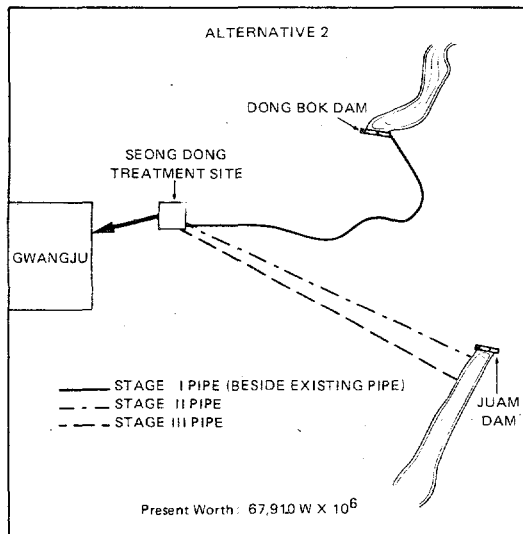 ALTERNATIVE 2
DONG BOK DAM
SEONG DONG
TREATMENT SITE
GWANGJU
STAGE I PIPE (BESIDE EXISTING PIPE)
STAGE II PIPE
STAGE III PIPE
JUAM
DAM
Present Worth: 67,910 W X 10⁶